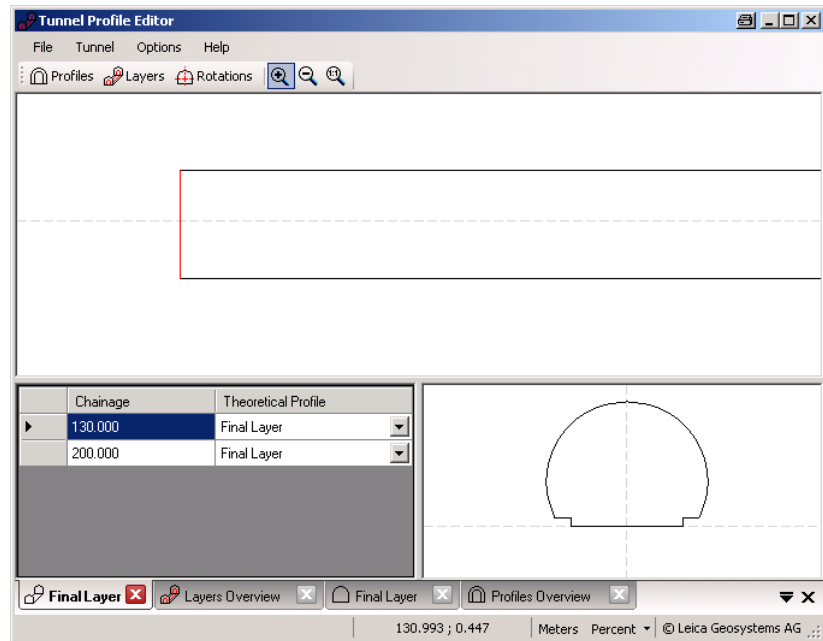 Tunnel Profile Editor
File Tunnel Options Help
Profiles Layers Rotations 1:1
Chainage Theoretical Profile
130.000 Final Layer
200.000 Final Layer
Final Layer Layers Overview Final Layer Profiles Overview
130.993 ; 0.447 Meters Percent © Leica Geosystems AG